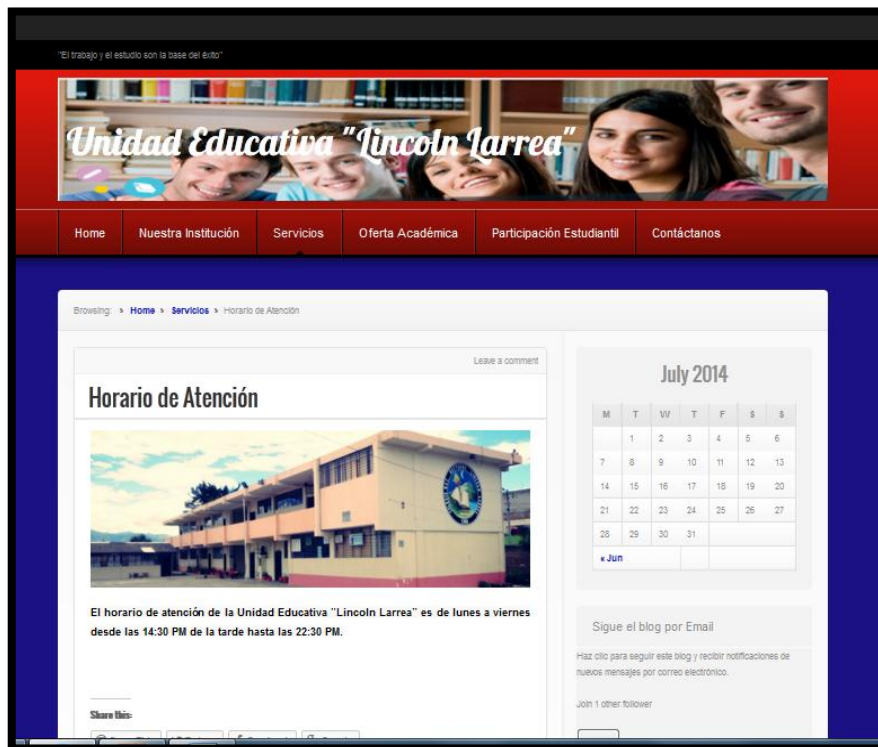 "El trabajo y el estudio son la base del éxito"
Unidad Educativa "Lincoln Larrea"
Home Nuestra Institución Servicios Oferta Académica Participación Estudiantil Contáctanos
Browsing: » Home » Servicios » Horario de Atención
Leave a comment
Horario de Atención
El horario de atención de la Unidad Educativa "Lincoln Larrea" es de lunes a viernes
desde las 14:30 PM de la tarde hasta las 22:30 PM.
Share this:
July 2014
M T W T F S S
1 2 3 4 5 6
7 8 9 10 11 12 13
14 15 16 17 18 19 20
21 22 23 24 25 26 27
28 29 30 31
« Jun
Sigue el blog por Email
Haz clic para seguir este blog y recibir notificaciones de
nuevos mensajes por correo electrónico.
Join 1 other follower